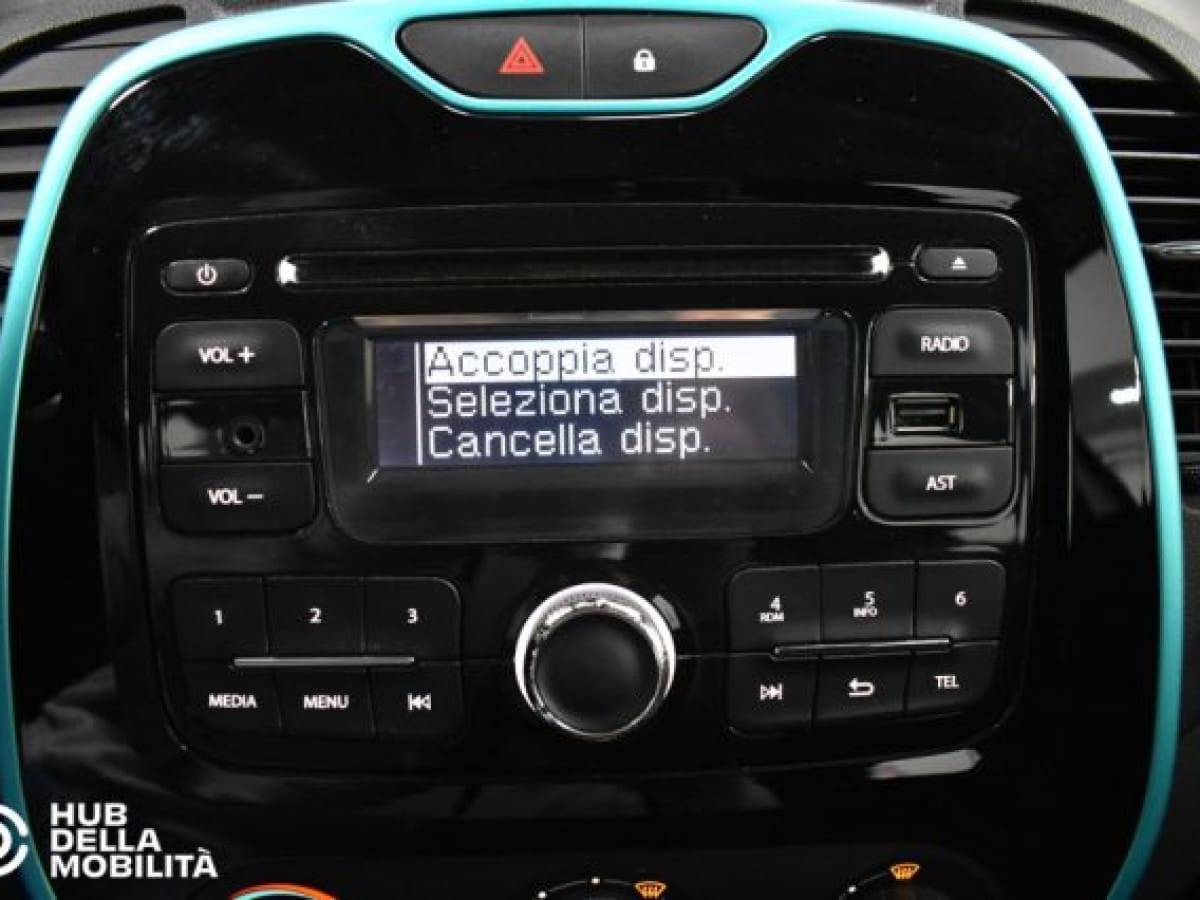 VOL +
RADIO
Accoppia disp.
Seleziona disp.
Cancella disp.
VOL −
AST
1
2
3
4
RDM
5
INFO
6
MEDIA
MENU
TEL
HUB
DELLA
MOBILITÀ